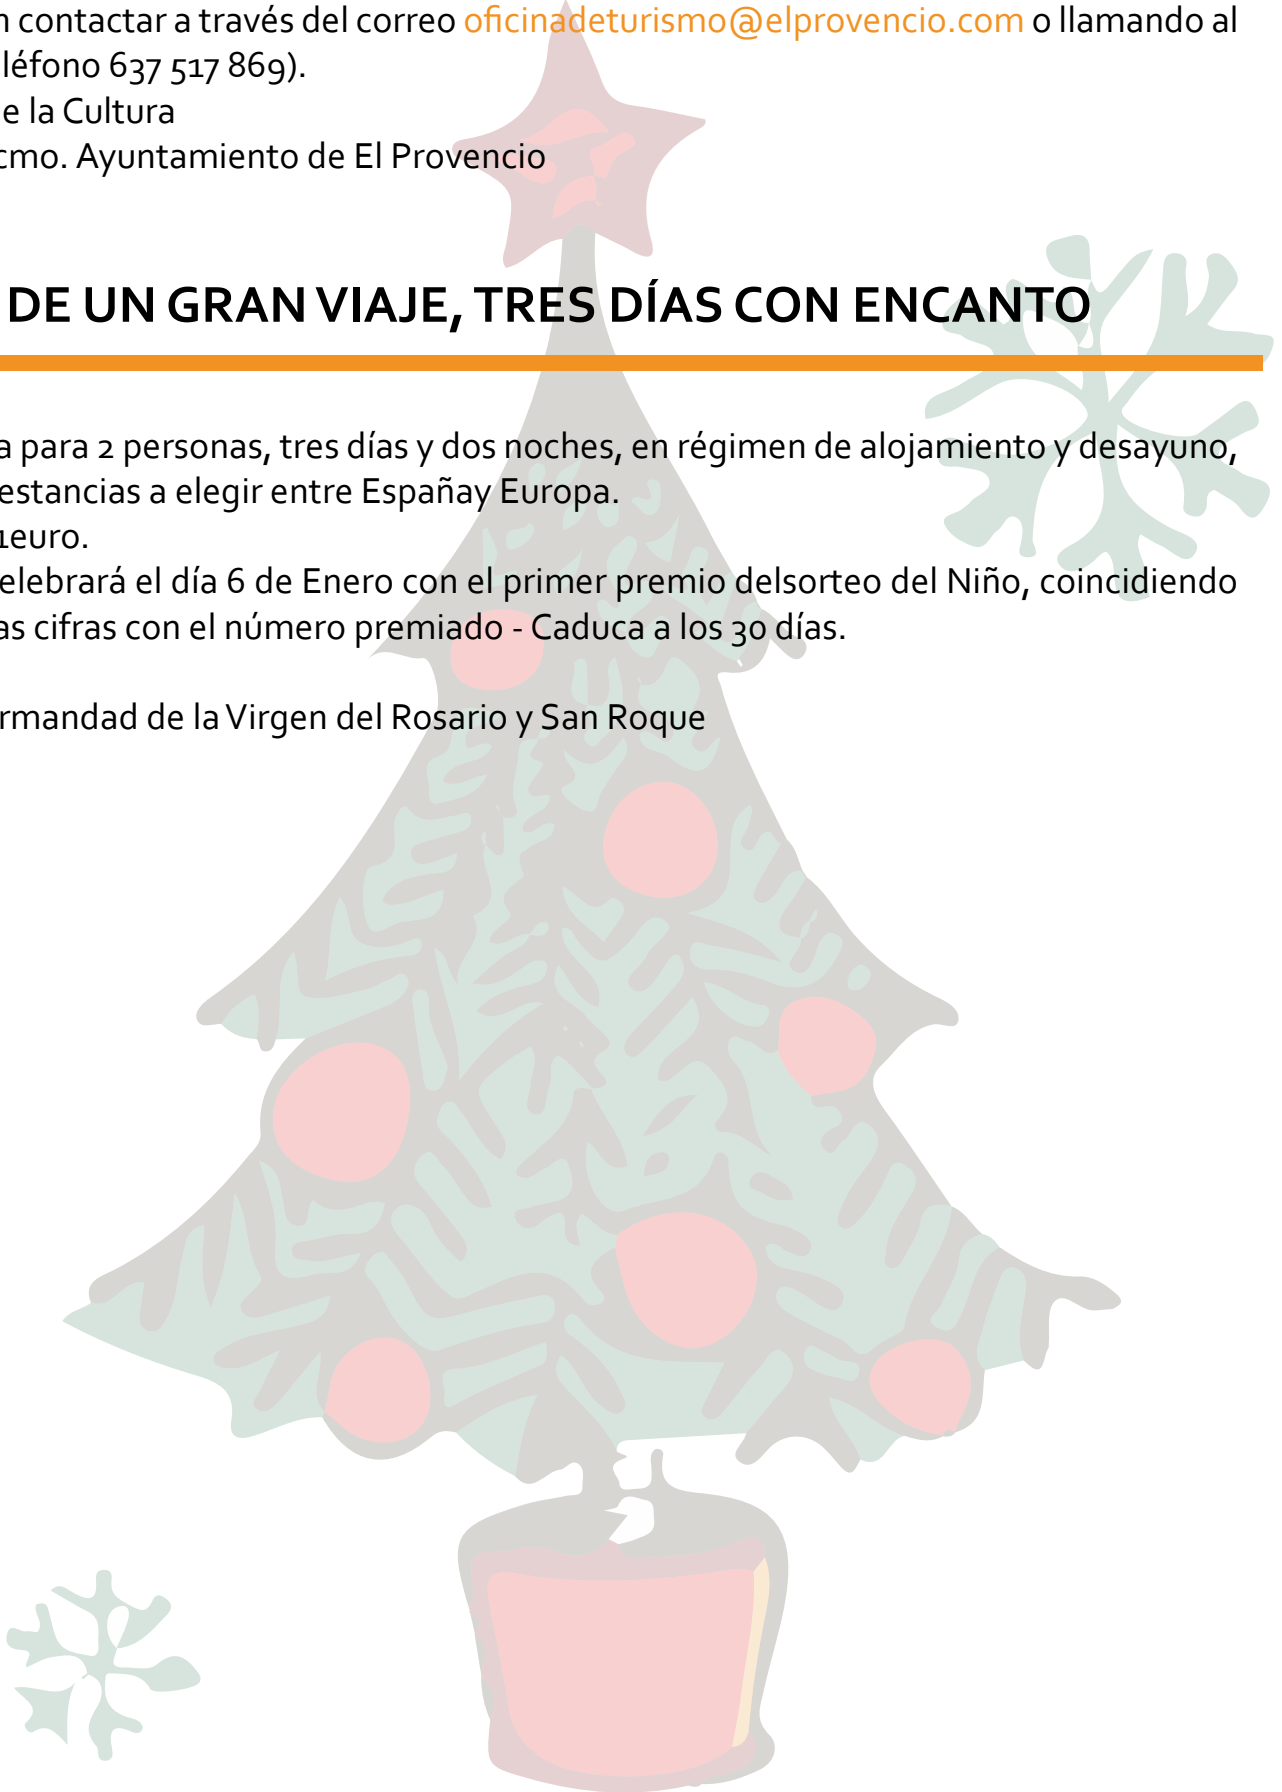 n contactar a través del correo oficinadeturismo@elprovencio.com o llamando al
léfono 637 517 869).
e la Cultura
cmo. Ayuntamiento de El Provencio
DE UN GRAN VIAJE, TRES DÍAS CON ENCANTO
a para 2 personas, tres días y dos noches, en régimen de alojamiento y desayuno,
estancias a elegir entre Españay Europa.
1euro.
elebrará el día 6 de Enero con el primer premio delsorteo del Niño, coincidiendo
as cifras con el número premiado - Caduca a los 30 días.
rmandad de la Virgen del Rosario y San Roque